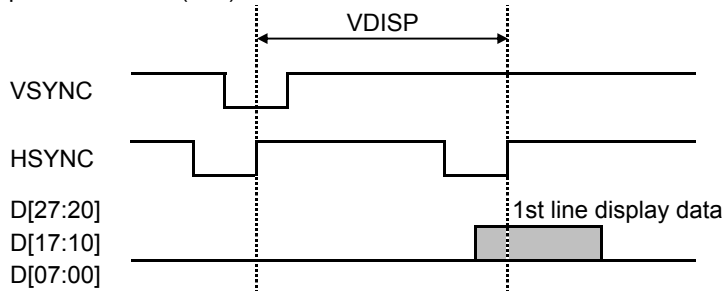 VDISP
VSYNC
HSYNC
D[27:20]
1st line display data
D[17:10]
D[07:00]